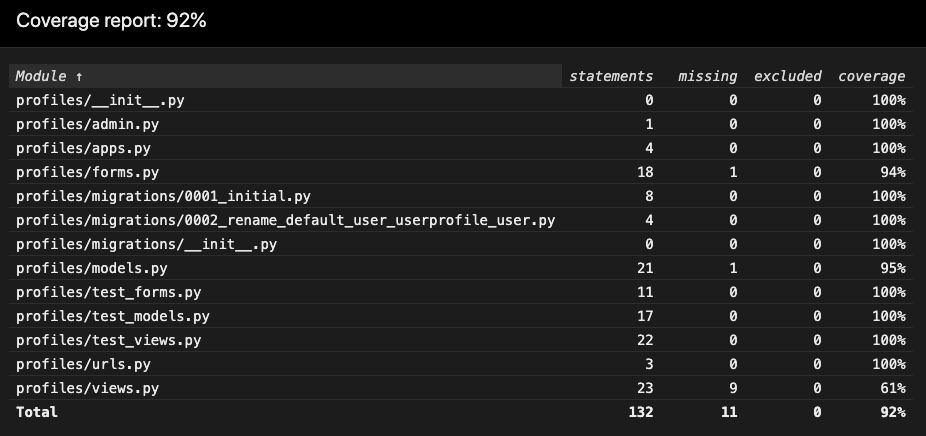 Coverage report: 92%
Module ↑ statements missing excluded coverage
profiles/__init__.py 0 0 0 100%
profiles/admin.py 1 0 0 100%
profiles/apps.py 4 0 0 100%
profiles/forms.py 18 1 0 94%
profiles/migrations/0001_initial.py 8 0 0 100%
profiles/migrations/0002_rename_default_user_userprofile_user.py 4 0 0 100%
profiles/migrations/__init__.py 0 0 0 100%
profiles/models.py 21 1 0 95%
profiles/test_forms.py 11 0 0 100%
profiles/test_models.py 17 0 0 100%
profiles/test_views.py 22 0 0 100%
profiles/urls.py 3 0 0 100%
profiles/views.py 23 9 0 61%
Total 132 11 0 92%